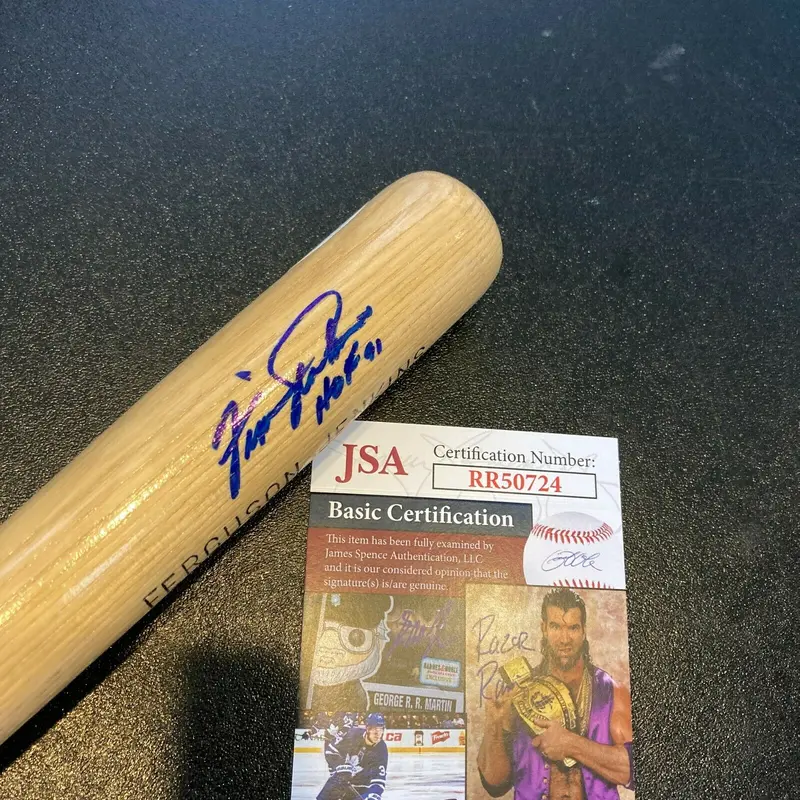 HOF 91
FERGUSON JENKINS
JSA
Certification Number:
RR50724
Basic Certification
This item has been fully examined by
James Spence Authentication, LLC
and it is our considered opinion that the
signature(s) is/are genuine.
Razor
Ramon
GEORGE R. R. MARTIN